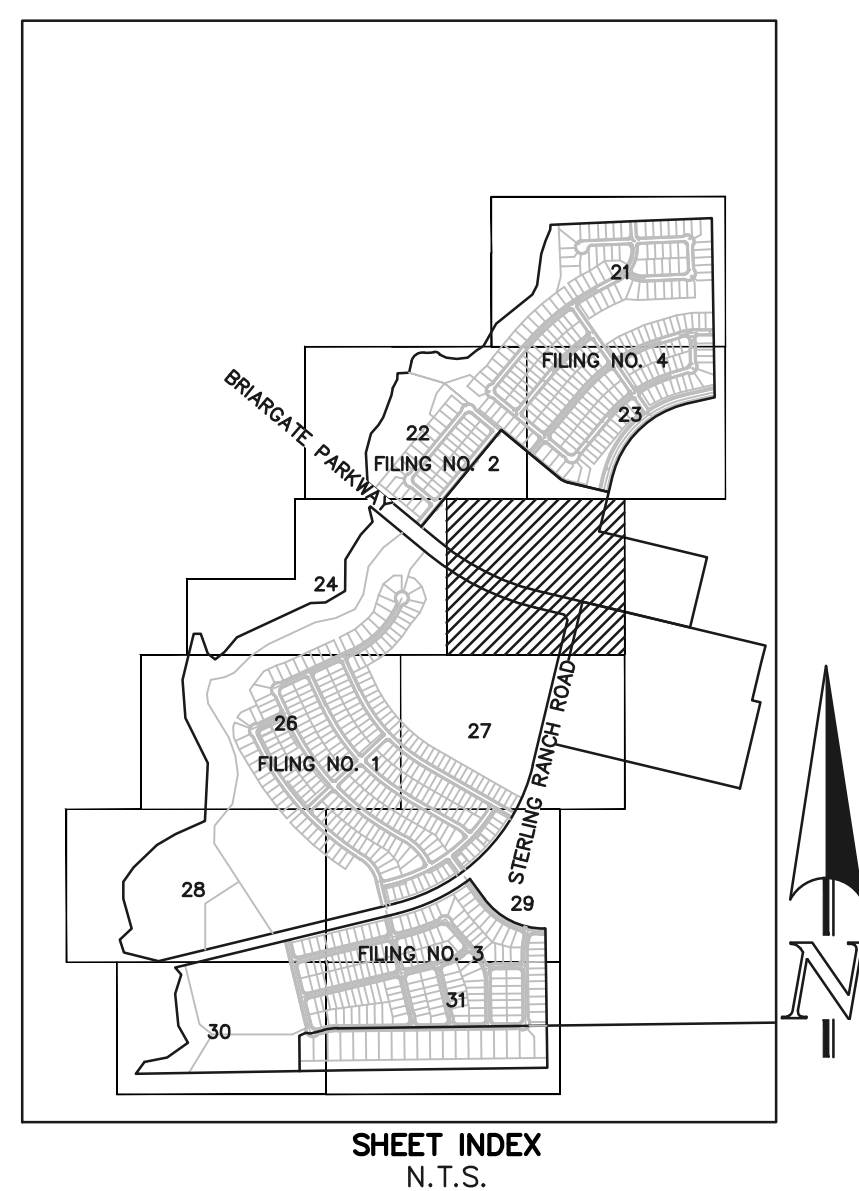 21
FILING NO. 4
BRIARGATE PARKWAY
23
22
FILING NO. 2
24
STERLING RANCH ROAD
26
27
FILING NO. 1
28
29
FILING NO. 3
31
30
N
SHEET INDEX
N.T.S.